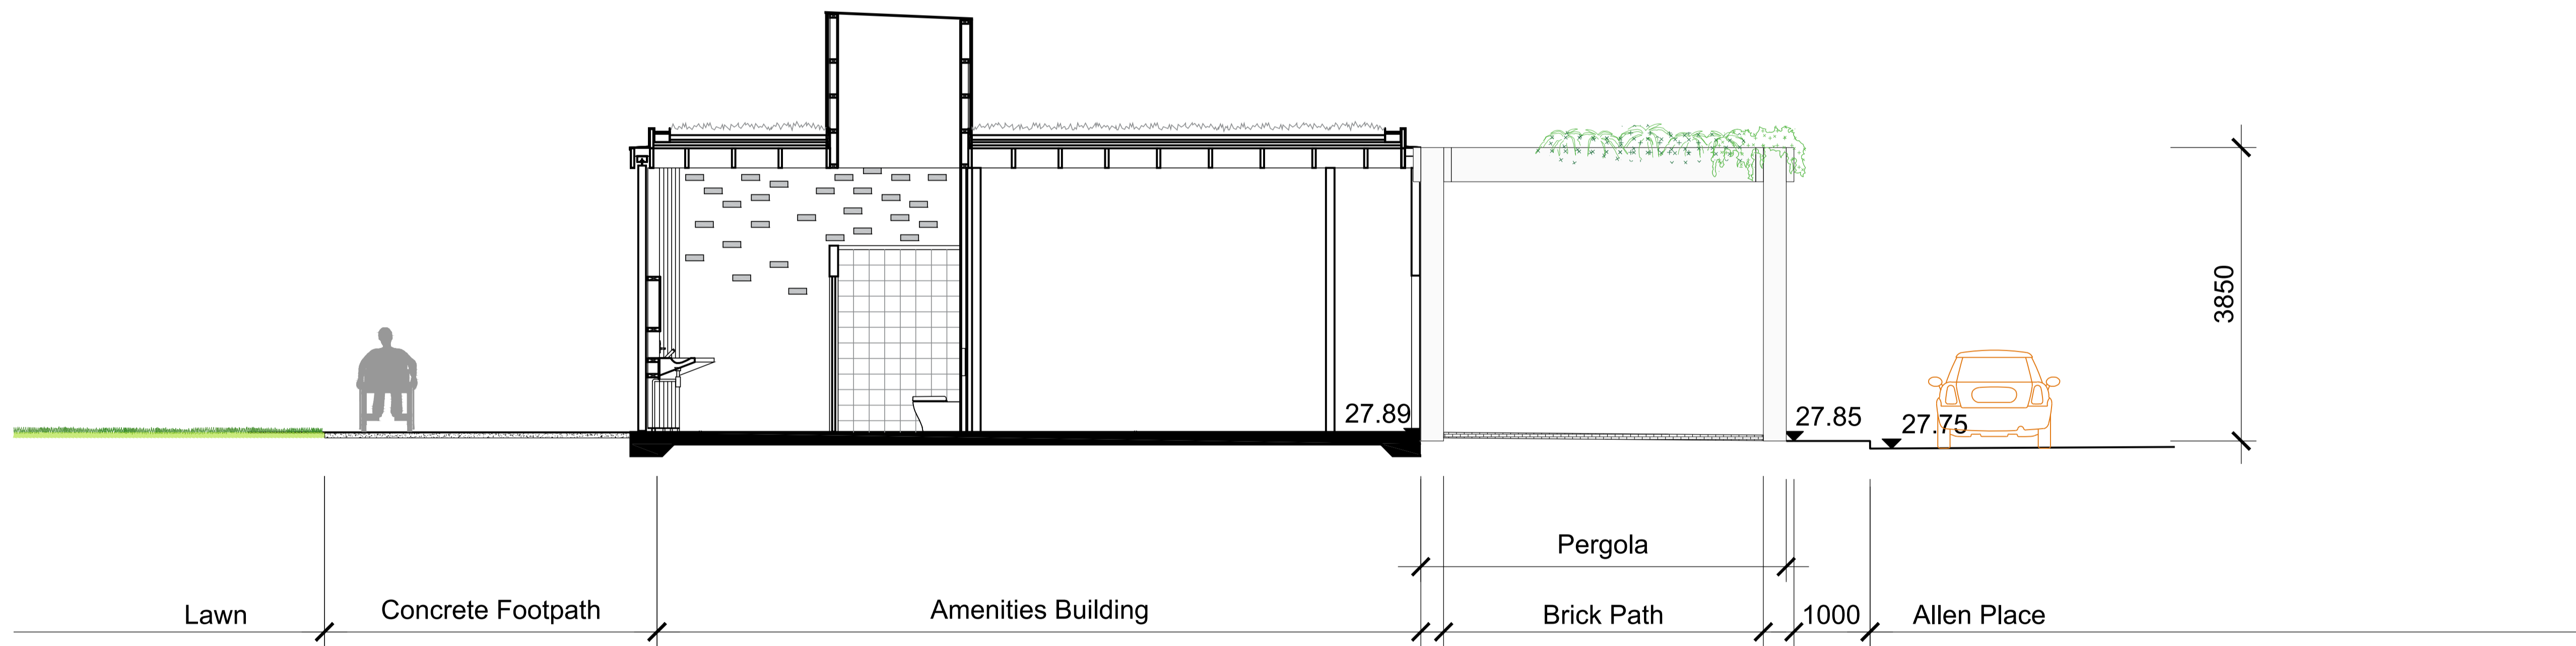 3850
27.89
27.85
27.75
Pergola
Lawn
Concrete Footpath
Amenities Building
Brick Path
1000
Allen Place